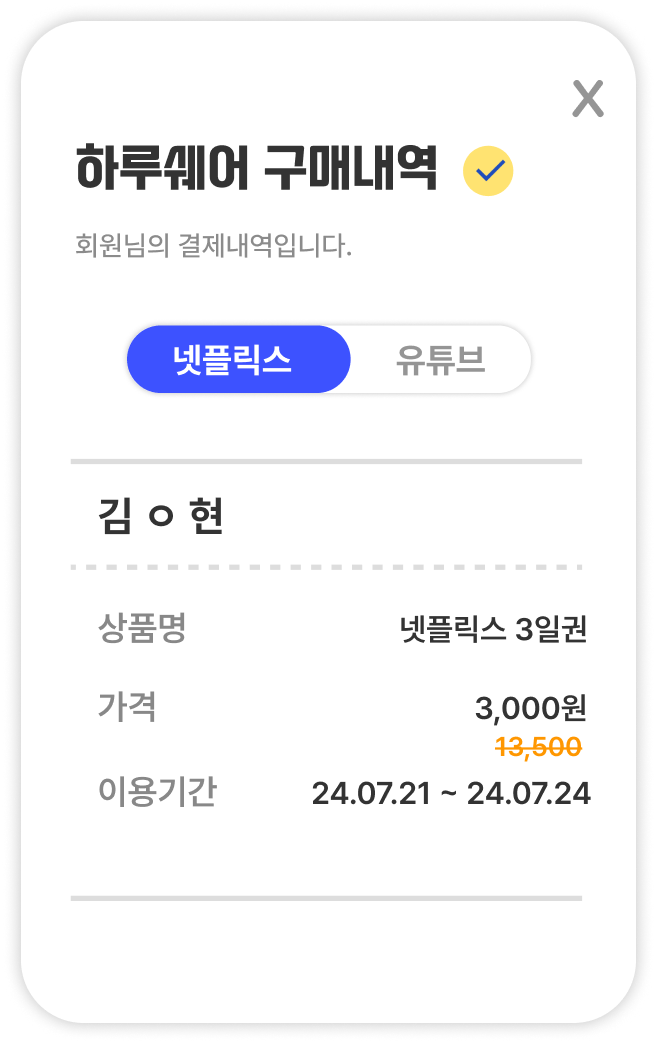 X
하루쉐어 구매내역
회원님의 결제내역입니다.
넷플릭스 유튜브
김 ㅇ 현
상품명 넷플릭스 3일권
가격 3,000원
13,500
이용기간 24.07.21 ~ 24.07.24